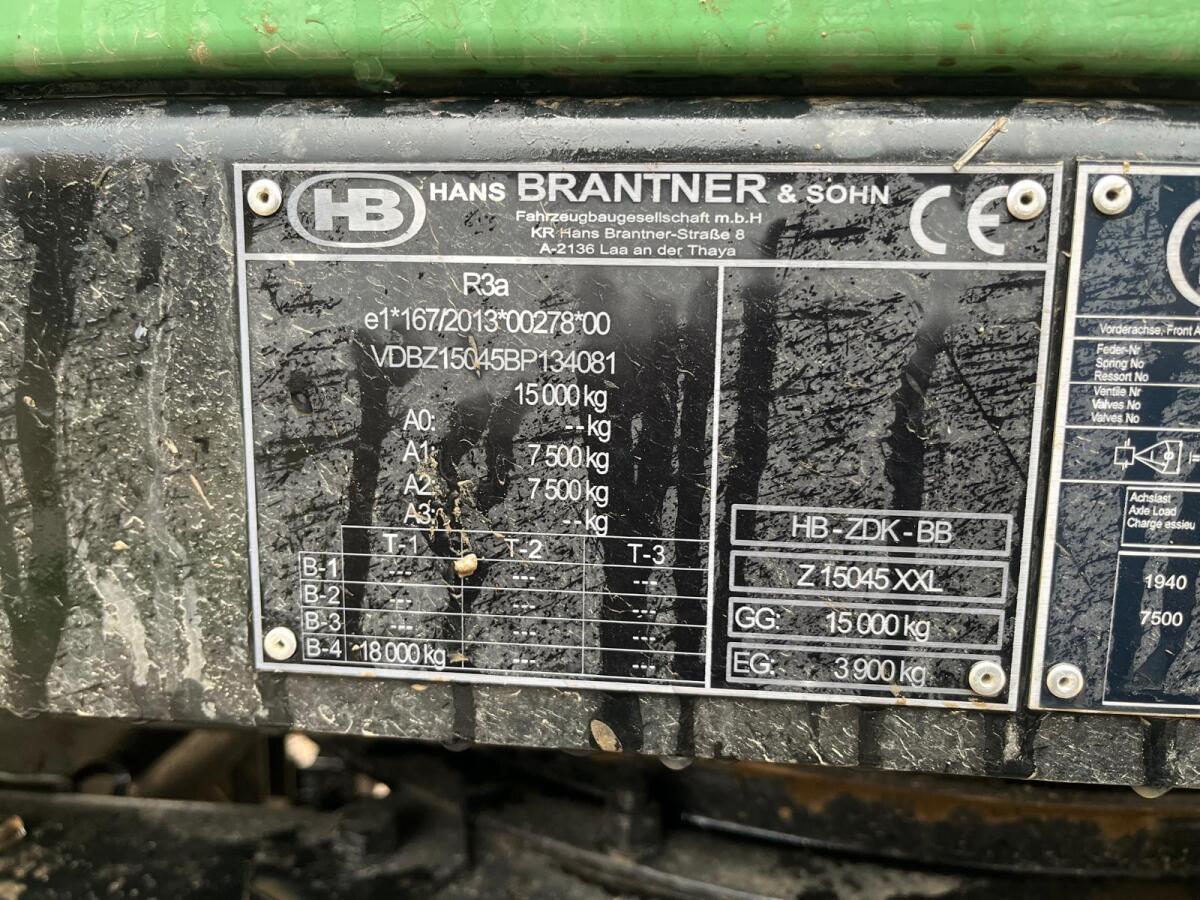 HB HANS BRANTNER & SOHN CE
Fahrzeugbaugesellschaft m.b.H
KR Hans Brantner-Straße 8
A-2136 Laa an der Thaya
R3a
e1*167/2013*00278*00
VDBZ15045BP134081
15 000 kg
A0: -- kg
A1: 7 500 kg
A2: 7 500 kg
A3: -- kg
T-1 T-2 T-3
B-1 --- --- ---
B-2 --- --- ---
B-3 --- --- ---
B-4 18 000 kg --- ---
HB-ZDK-BB
Z 15045 XXL
GG: 15 000 kg
EG: 3 900 kg
Vorderachse, Front A
Feder-Nr
Spring No
Ressort No
Ventile Nr
Valves No
Valves No
Achslast
Axle Load
Charge essieu
1940
7500